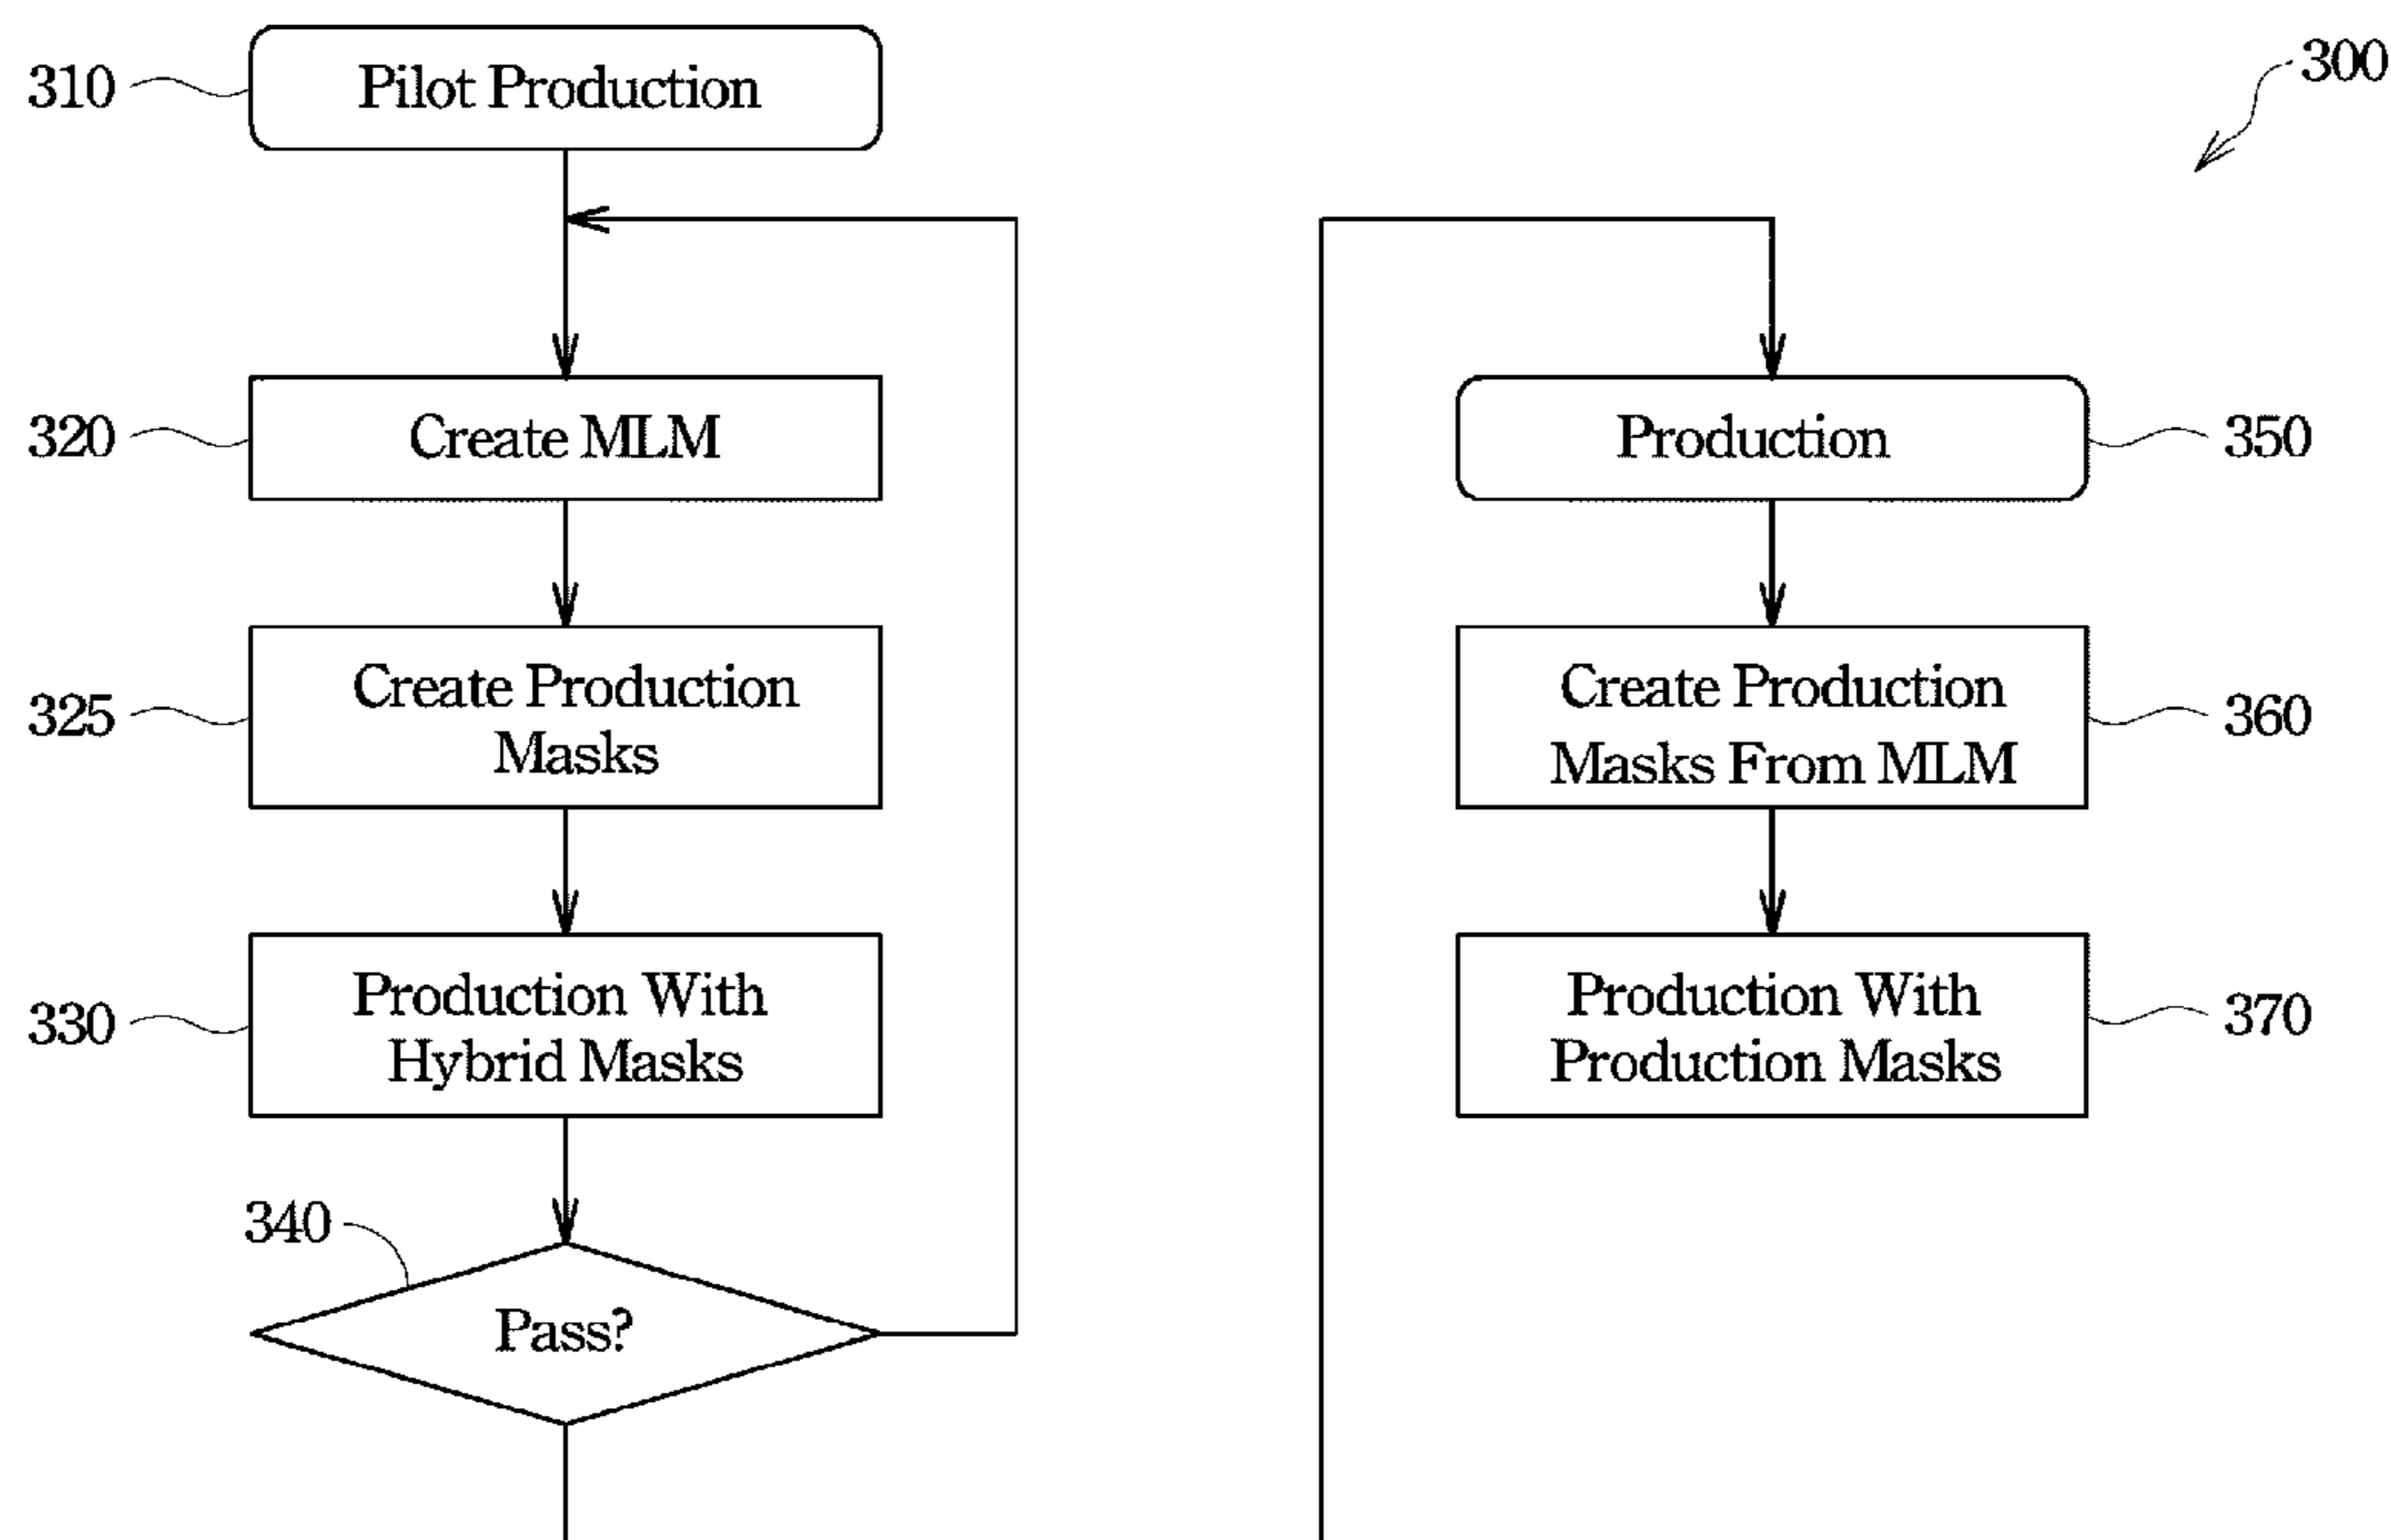 310
Pilot Production
300
320
Create MLM
Production
350
325
Create Production
Masks
Create Production
Masks From MLM
360
330
Production With
Hybrid Masks
Production With
Production Masks
370
340
Pass?